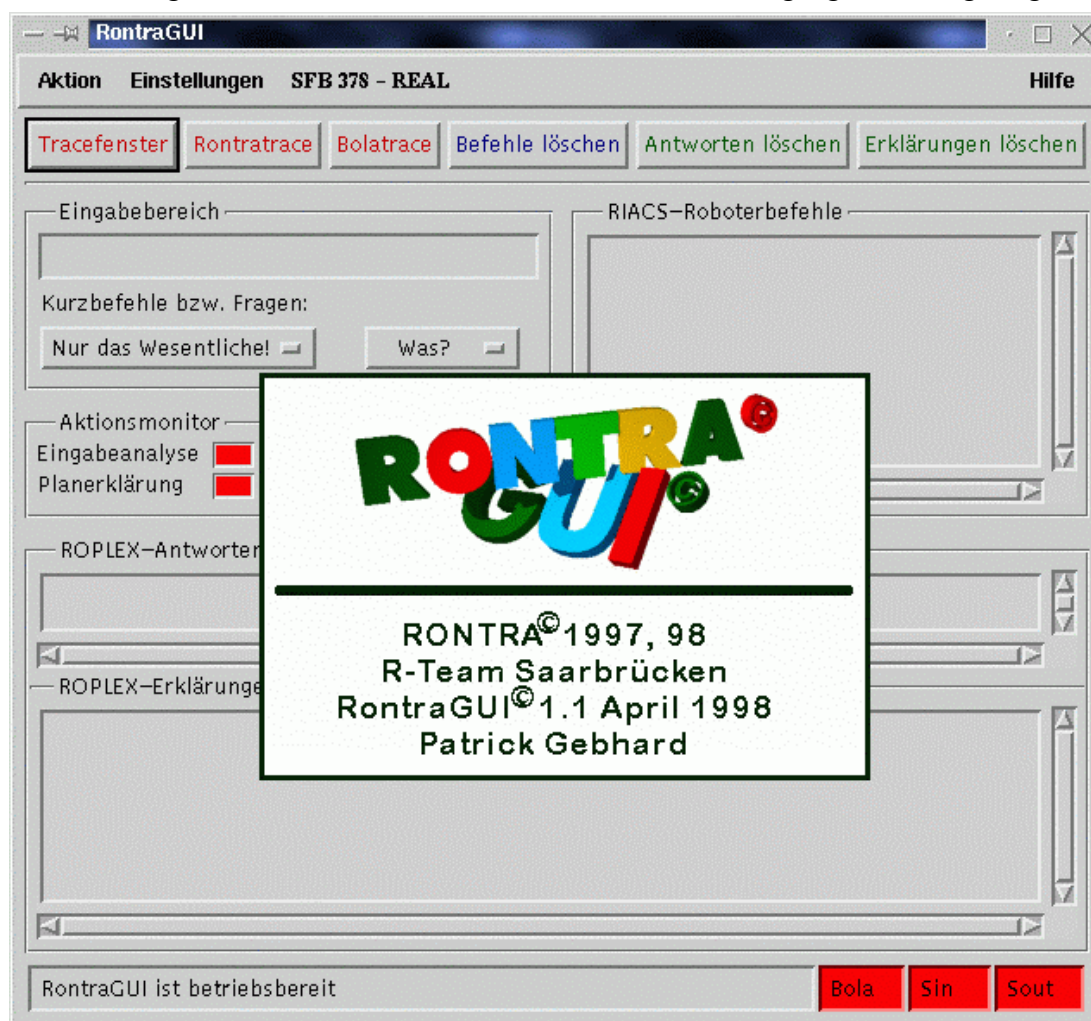 RontraGUI
Aktion Einstellungen SFB 378 – REAL Hilfe
Tracefenster Rontratrace Bolatrace Befehle löschen Antworten löschen Erklärungen löschen
Eingabebereich
RIACS–Roboterbefehle
Kurzbefehle bzw. Fragen:
Nur das Wesentliche! Was?
Aktionsmonitor
Eingabeanalyse
Planerklärung
RONTRA©
GUI©
RONTRA© 1997, 98
R-Team Saarbrücken
RontraGUI© 1.1 April 1998
Patrick Gebhard
ROPLEX–Antworten
ROPLEX–Erklärunge
RontraGUI ist betriebsbereit Bola Sin Sout